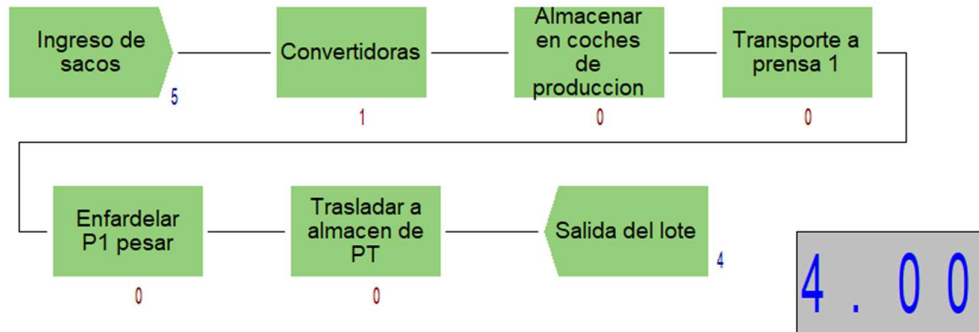 Ingreso de
sacos
5
Convertidoras
1
Almacenar
en coches
de
produccion
0
Transporte a
prensa 1
0
Enfardelar
P1 pesar
0
Trasladar a
almacen de
PT
0
Salida del lote
4
4 . 0 0